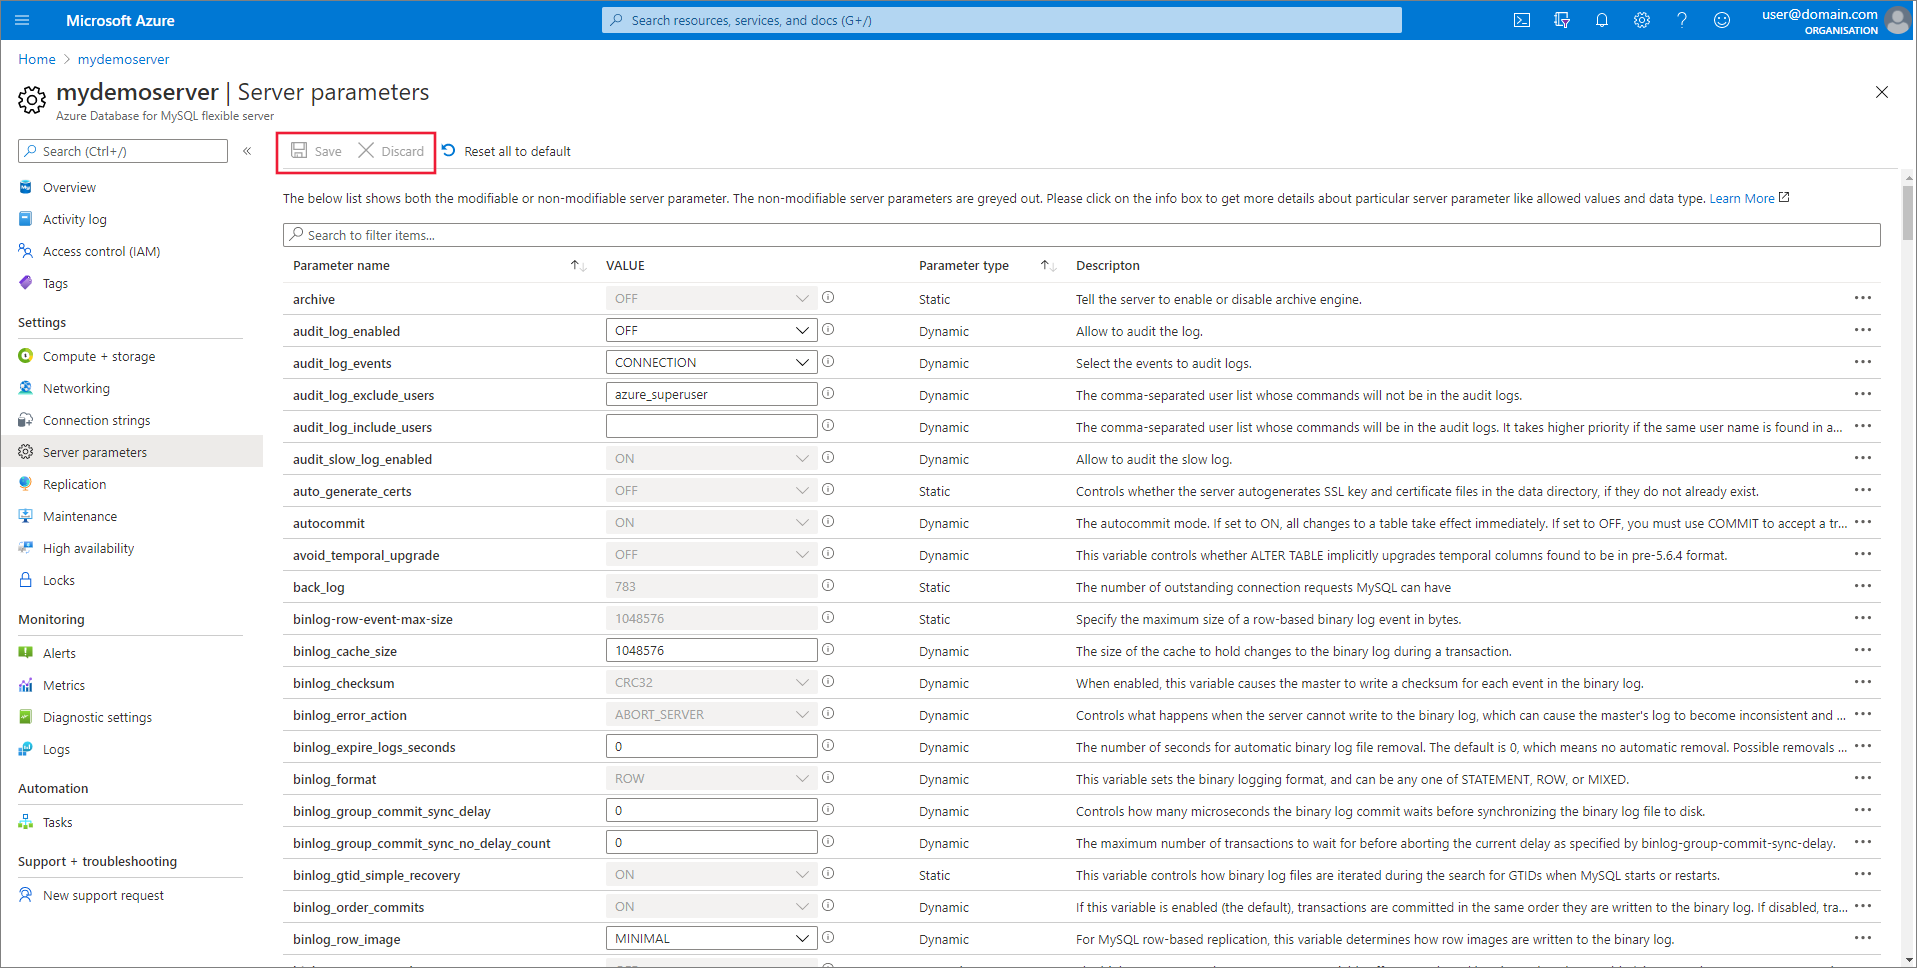 Microsoft Azure
Search resources, services, and docs (G+/)
user@domain.com
ORGANISATION
Home > mydemoserver
mydemoserver | Server parameters
Azure Database for MySQL flexible server
Search (Ctrl+/)
«
Save
Discard
Reset all to default
Overview
Activity log
Access control (IAM)
Tags
Settings
Compute + storage
Networking
Connection strings
Server parameters
Replication
Maintenance
High availability
Locks
Monitoring
Alerts
Metrics
Diagnostic settings
Logs
Automation
Tasks
Support + troubleshooting
New support request
The below list shows both the modifiable or non-modifiable server parameter. The non-modifiable server parameters are greyed out. Please click on the info box to get more details about particular server parameter like allowed values and data type. Learn More
Search to filter items...
Parameter name VALUE Parameter type Descripton
archive OFF Static Tell the server to enable or disable archive engine.
audit_log_enabled OFF Dynamic Allow to audit the log.
audit_log_events CONNECTION Dynamic Select the events to audit logs.
audit_log_exclude_users azure_superuser Dynamic The comma-separated user list whose commands will not be in the audit logs.
audit_log_include_users Dynamic The comma-separated user list whose commands will be in the audit logs. It takes higher priority if the same user name is found in a...
audit_slow_log_enabled ON Dynamic Allow to audit the slow log.
auto_generate_certs OFF Static Controls whether the server autogenerates SSL key and certificate files in the data directory, if they do not already exist.
autocommit ON Dynamic The autocommit mode. If set to ON, all changes to a table take effect immediately. If set to OFF, you must use COMMIT to accept a tr...
avoid_temporal_upgrade OFF Dynamic This variable controls whether ALTER TABLE implicitly upgrades temporal columns found to be in pre-5.6.4 format.
back_log 783 Static The number of outstanding connection requests MySQL can have
binlog-row-event-max-size 1048576 Static Specify the maximum size of a row-based binary log event in bytes.
binlog_cache_size 1048576 Dynamic The size of the cache to hold changes to the binary log during a transaction.
binlog_checksum CRC32 Dynamic When enabled, this variable causes the master to write a checksum for each event in the binary log.
binlog_error_action ABORT_SERVER Dynamic Controls what happens when the server cannot write to the binary log, which can cause the master's log to become inconsistent and ...
binlog_expire_logs_seconds 0 Dynamic The number of seconds for automatic binary log file removal. The default is 0, which means no automatic removal. Possible removals ...
binlog_format ROW Dynamic This variable sets the binary logging format, and can be any one of STATEMENT, ROW, or MIXED.
binlog_group_commit_sync_delay 0 Dynamic Controls how many microseconds the binary log commit waits before synchronizing the binary log file to disk.
binlog_group_commit_sync_no_delay_count 0 Dynamic The maximum number of transactions to wait for before aborting the current delay as specified by binlog-group-commit-sync-delay.
binlog_gtid_simple_recovery ON Static This variable controls how binary log files are iterated during the search for GTIDs when MySQL starts or restarts.
binlog_order_commits ON Dynamic If this variable is enabled (the default), transactions are committed in the same order they are written to the binary log. If disabled, tra...
binlog_row_image MINIMAL Dynamic For MySQL row-based replication, this variable determines how row images are written to the binary log.